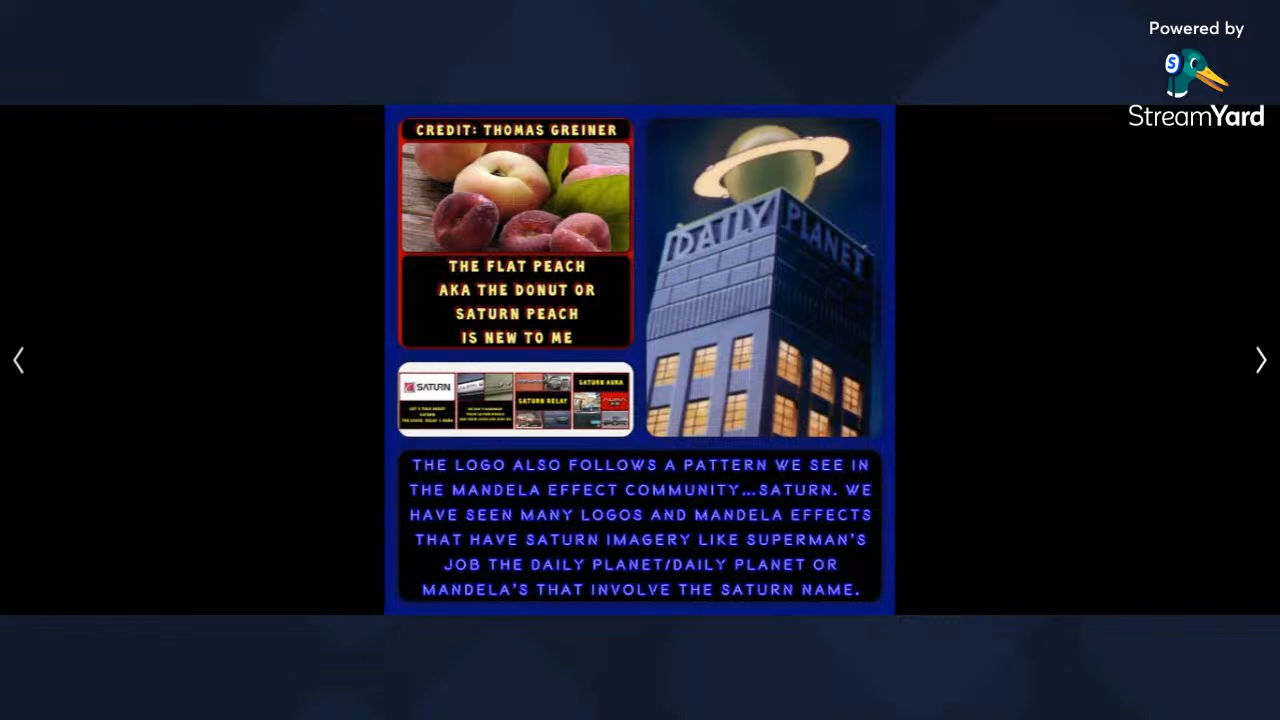 Powered by
StreamYard
CREDIT: THOMAS GREINER
THE FLAT PEACH
AKA THE DONUT OR
SATURN PEACH
IS NEW TO ME
DAILY PLANET
SATURN
SATURN RELAY
SATURN AURA
THE LOGO ALSO FOLLOWS A PATTERN WE SEE IN
THE MANDELA EFFECT COMMUNITY...SATURN. WE
HAVE SEEN MANY LOGOS AND MANDELA EFFECTS
THAT HAVE SATURN IMAGERY LIKE SUPERMAN'S
JOB THE DAILY PLANET/DAILY PLANET OR
MANDELA'S THAT INVOLVE THE SATURN NAME.